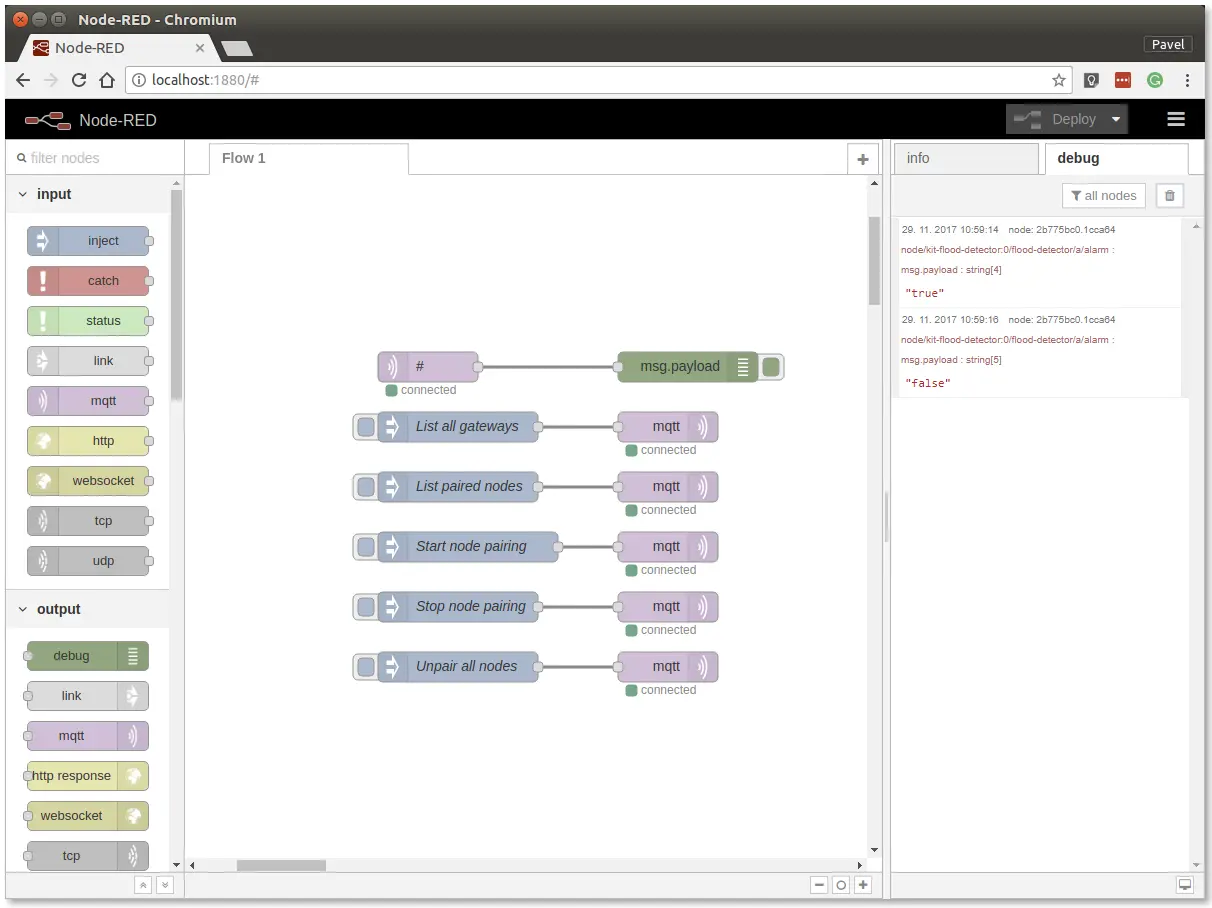 Node-RED - Chromium
Node-RED
Pavel
localhost:1880/#
Node-RED
Deploy
filter nodes
input
inject
catch
status
link
mqtt
http
websocket
tcp
udp
output
debug
link
mqtt
http response
websocket
tcp
Flow 1
#
connected
msg.payload
List all gateways
mqtt
connected
List paired nodes
mqtt
connected
Start node pairing
mqtt
connected
Stop node pairing
mqtt
connected
Unpair all nodes
mqtt
connected
info
debug
all nodes
29. 11. 2017 10:59:14 node: 2b775bc0.1cca64
node/kit-flood-detector:0/flood-detector/a/alarm :
msg.payload : string[4]
"true"
29. 11. 2017 10:59:16 node: 2b775bc0.1cca64
node/kit-flood-detector:0/flood-detector/a/alarm :
msg.payload : string[5]
"false"